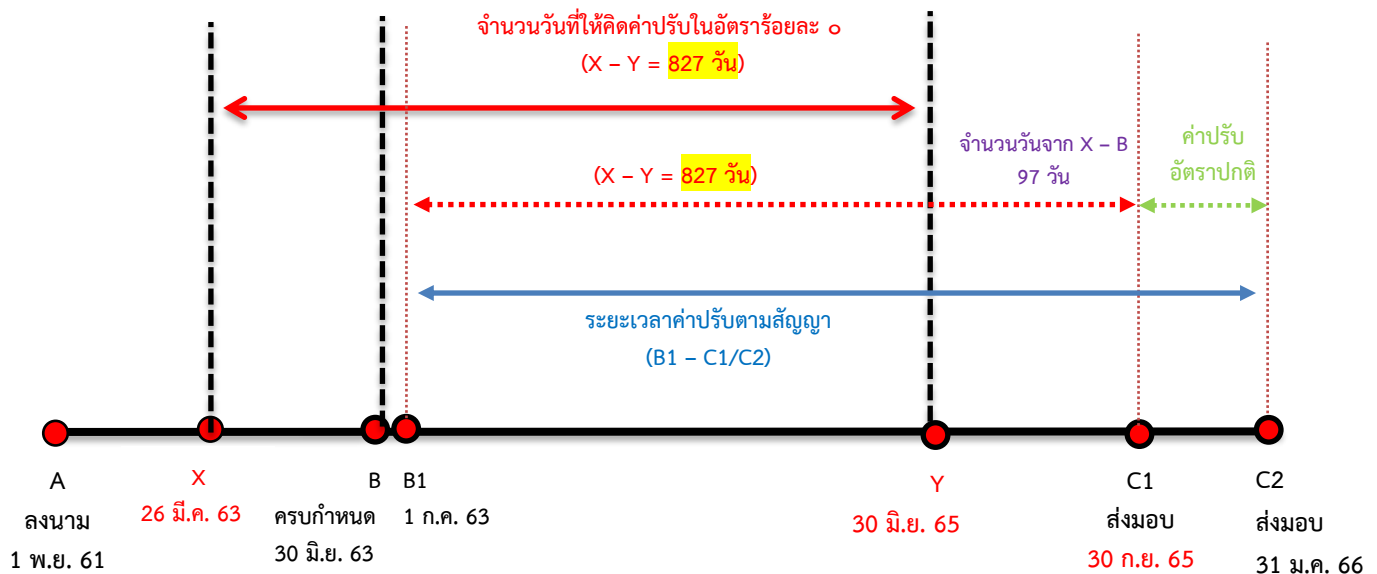 จำนวนวันที่ให้คิดค่าปรับในอัตราร้อยละ ๐
(X – Y = 827 วัน)
จำนวนวันจาก X – B
97 วัน
ค่าปรับ
อัตราปกติ
(X – Y = 827 วัน)
ระยะเวลาค่าปรับตามสัญญา
(B1 – C1/C2)
A
ลงนาม
1 พ.ย. 61
X
26 มี.ค. 63
B
ครบกำหนด
30 มิ.ย. 63
B1
1 ก.ค. 63
Y
30 มิ.ย. 65
C1
ส่งมอบ
30 ก.ย. 65
C2
ส่งมอบ
31 ม.ค. 66